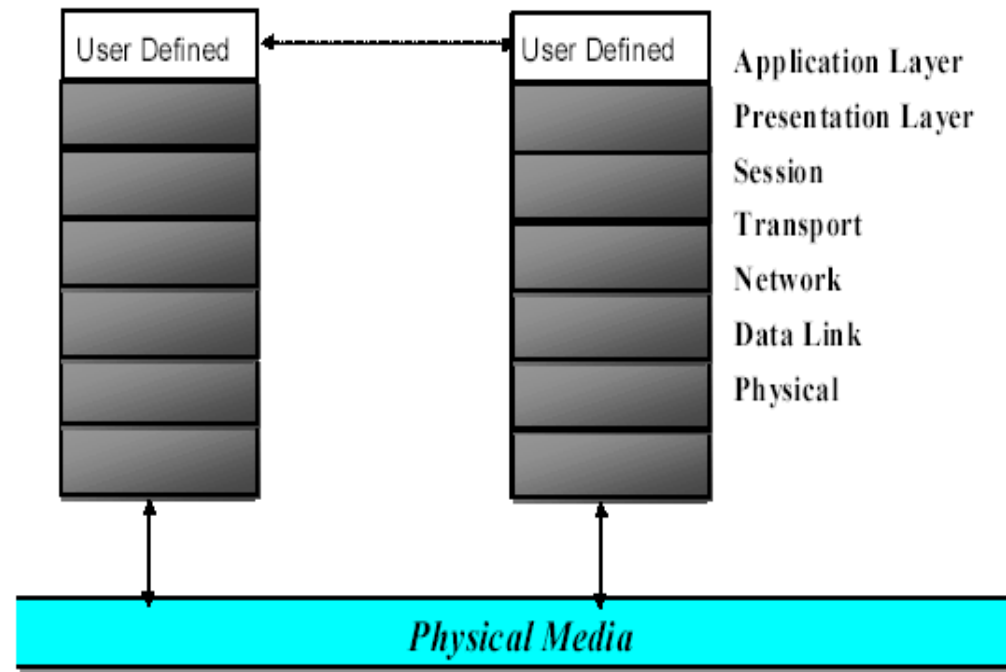 User Defined
User Defined
Application Layer
Presentation Layer
Session
Transport
Network
Data Link
Physical
Physical Media